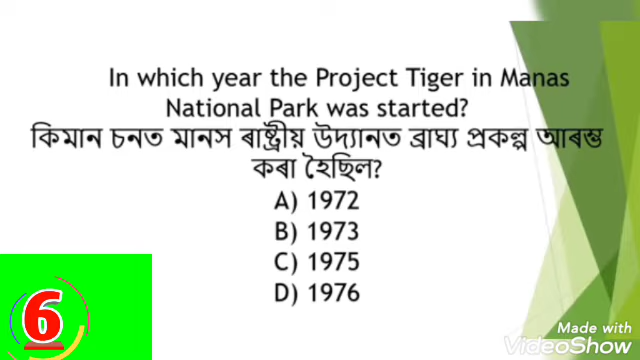 In which year the Project Tiger in Manas
National Park was started?
কিমান চনত মানস ৰাষ্ট্ৰীয় উদ্যানত ব্ৰাঘ্য প্ৰকল্প আৰম্ভ
কৰা হৈছিল?
A) 1972
B) 1973
C) 1975
D) 1976
6
Made with
VideoShow